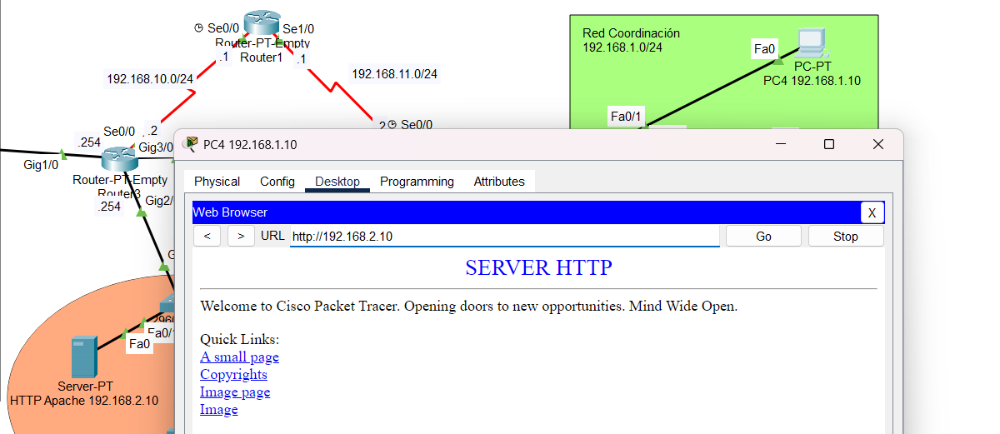 Se0/0
Se1/0
Router-PT-Empty
Router1
.1
.1
192.168.10.0/24
192.168.11.0/24
Red Coordinación
192.168.1.0/24
Fa0
PC-PT
PC4 192.168.1.10
Fa0/1
2
Se0/0
Se0/0
.2
.254
Gig3/0
Gig1/0
Router-PT-Empty
Router3
.254
Gig2/
G
2960
Fa0/1
Fa0
Server-PT
HTTP Apache 192.168.2.10
PC4 192.168.1.10
Physical
Config
Desktop
Programming
Attributes
Web Browser
X
<
>
URL
http://192.168.2.10
Go
Stop
SERVER HTTP
Welcome to Cisco Packet Tracer. Opening doors to new opportunities. Mind Wide Open.
Quick Links:
A small page
Copyrights
Image page
Image